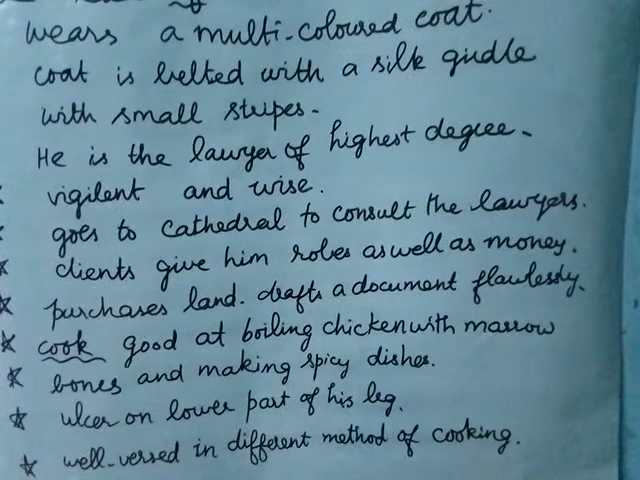 wears a multi-coloured coat.
coat is belted with a silk girdle
with small stripes.
He is the lawyer of highest degree.
vigilent and wise.
goes to cathedral to consult the lawyers.
clients give him robes aswell as money.
purchases land. drafts a document flawlessly.
cook good at boiling chicken with marrow
bones and making spicy dishes.
ulcer on lower part of his leg.
well-versed in different method of cooking.